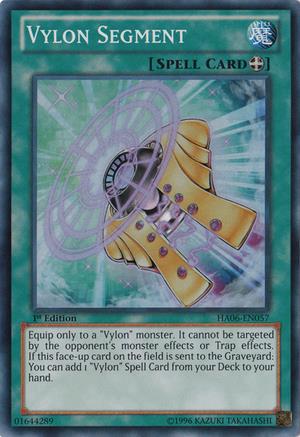 VYLON SEGMENT
魔
[SPELL CARD]
1st Edition
HA06-EN057
Equip only to a "Vylon" monster. It cannot be targeted
by the opponent's monster effects or Trap effects.
If this face-up card on the field is sent to the Graveyard:
You can add 1 "Vylon" Spell Card from your Deck to your
hand.
01644289
©1996 KAZUKI TAKAHASHI